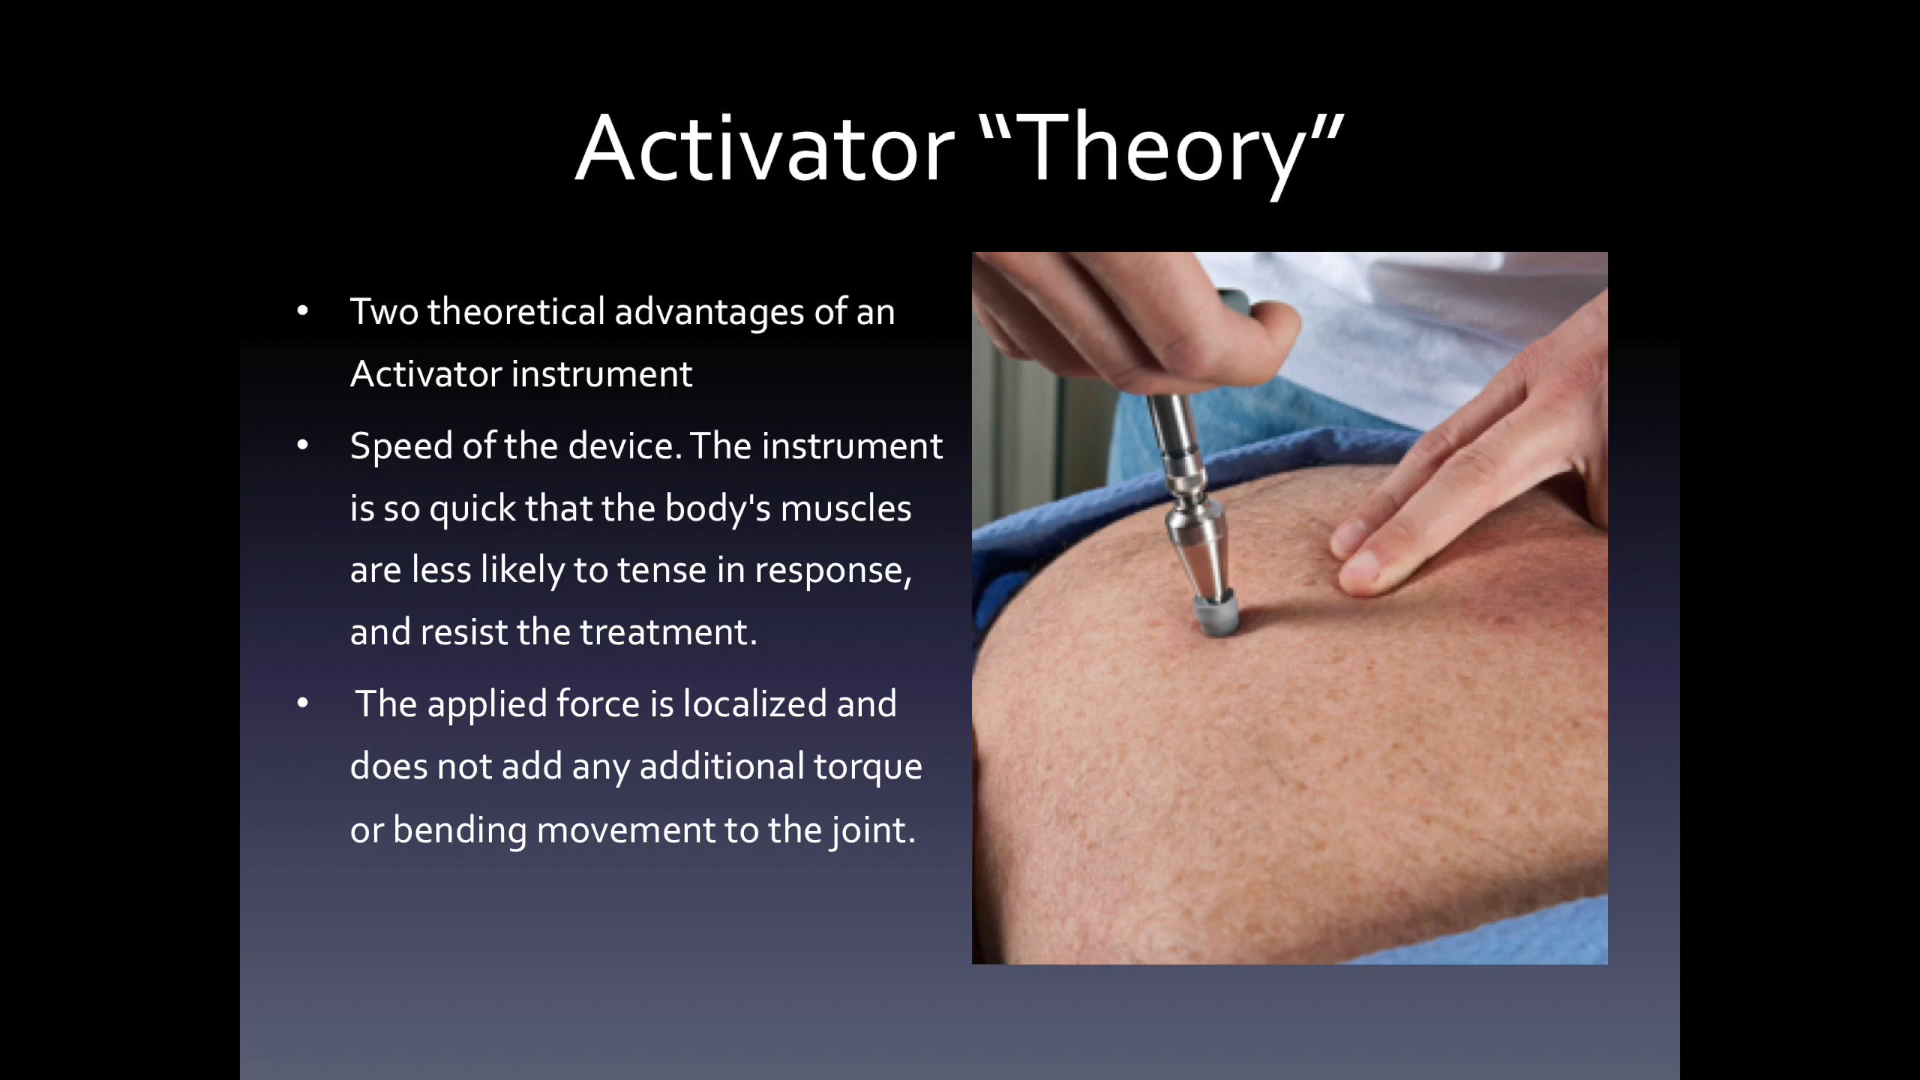 Activator “Theory”
• Two theoretical advantages of an
Activator instrument
• Speed of the device. The instrument
is so quick that the body's muscles
are less likely to tense in response,
and resist the treatment.
• The applied force is localized and
does not add any additional torque
or bending movement to the joint.